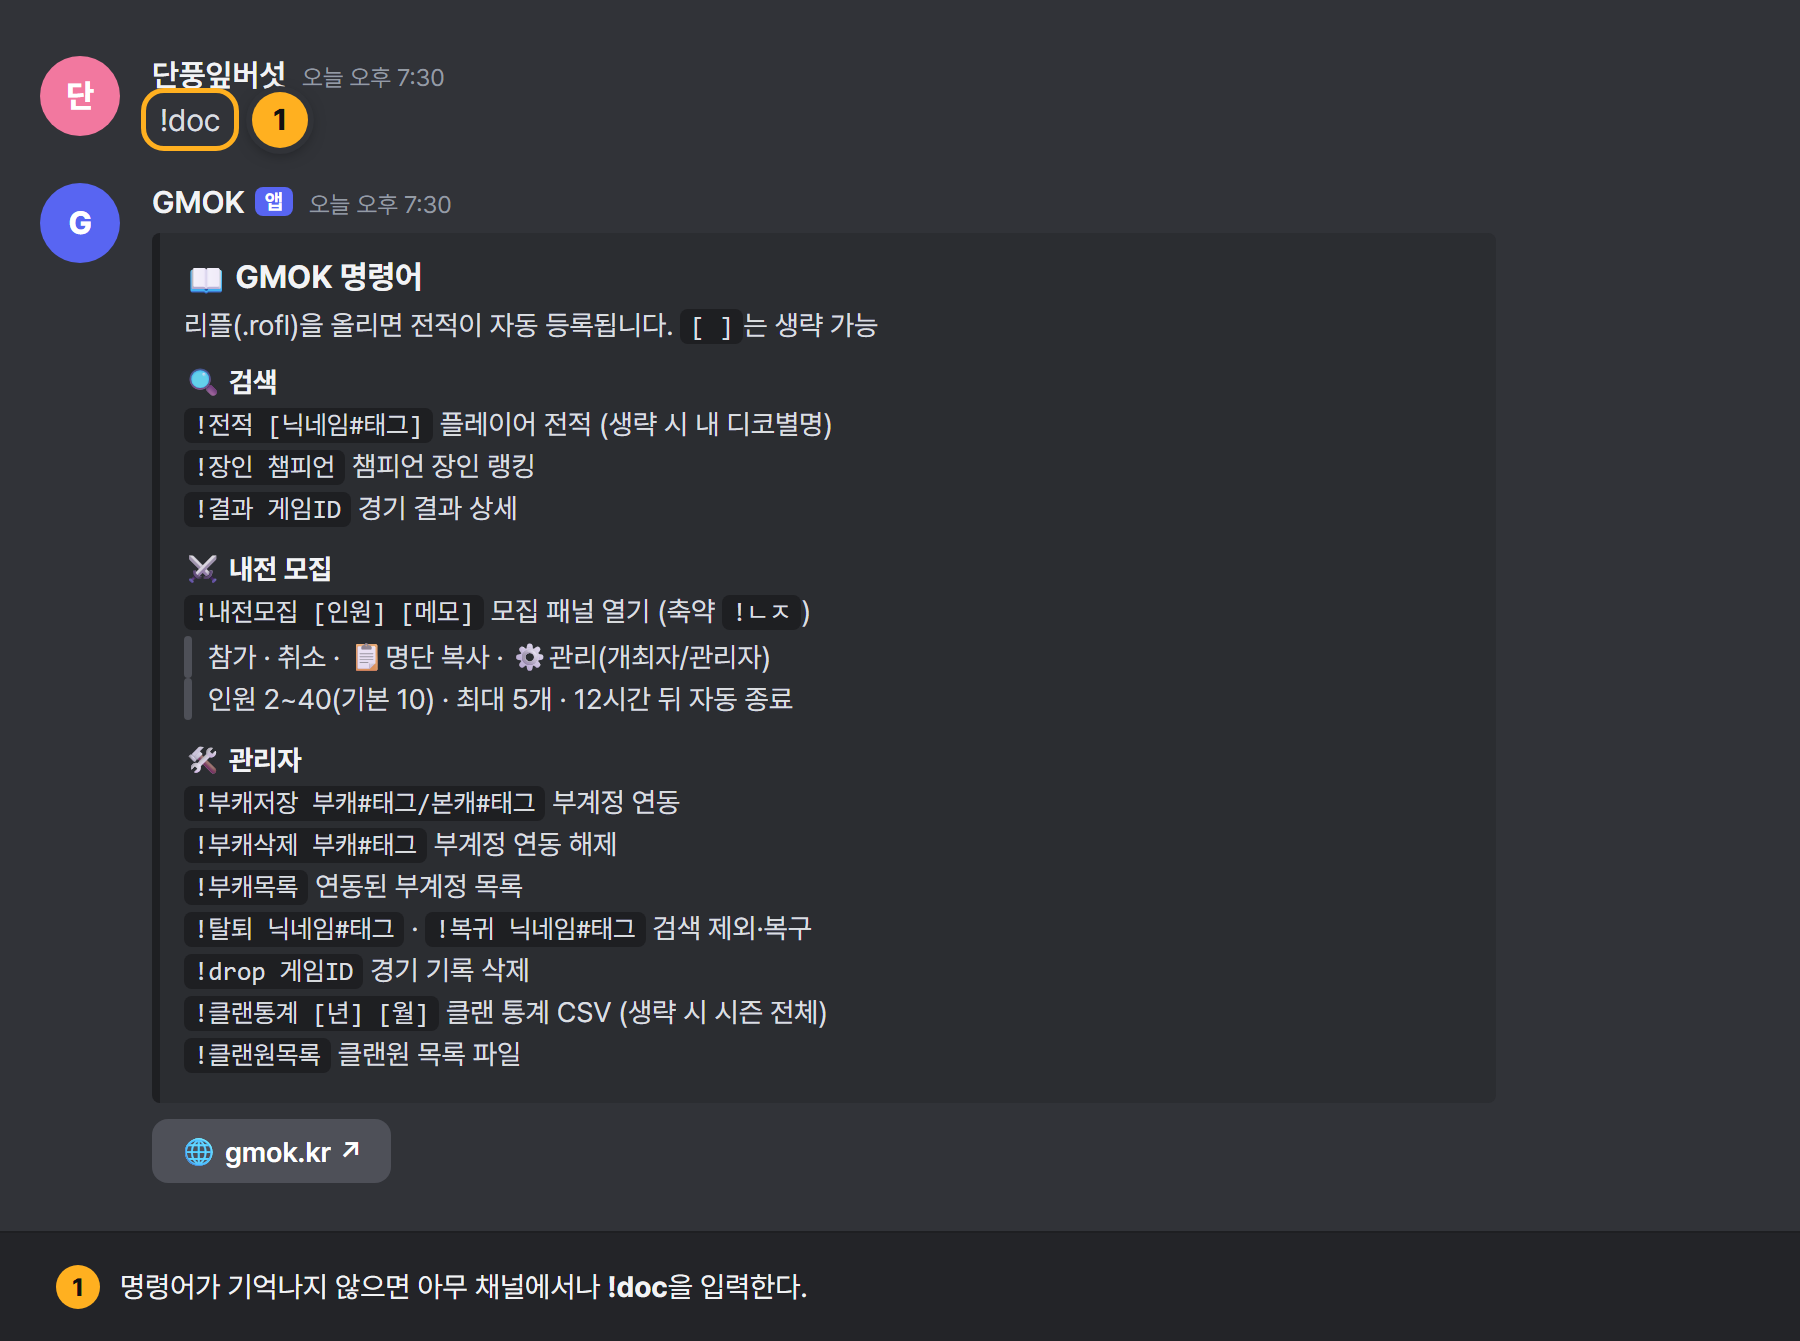 단
단풍잎버섯 오늘 오후 7:30
!doc 1
G
GMOK 앱 오늘 오후 7:30
📖 GMOK 명령어
리플(.rofl)을 올리면 전적이 자동 등록됩니다. [ ]는 생략 가능
🔍 검색
!전적 [닉네임#태그] 플레이어 전적 (생략 시 내 디코별명)
!장인 챔피언 챔피언 장인 랭킹
!결과 게임ID 경기 결과 상세
⚔️ 내전 모집
!내전모집 [인원] [메모] 모집 패널 열기 (축약 !ㄴㅈ)
참가 · 취소 · 📋 명단 복사 · ⚙️ 관리(개최자/관리자)
인원 2~40(기본 10) · 최대 5개 · 12시간 뒤 자동 종료
🛠️ 관리자
!부캐저장 부캐#태그/본캐#태그 부계정 연동
!부캐삭제 부캐#태그 부계정 연동 해제
!부캐목록 연동된 부계정 목록
!탈퇴 닉네임#태그 · !복귀 닉네임#태그 검색 제외·복구
!drop 게임ID 경기 기록 삭제
!클랜통계 [년] [월] 클랜 통계 CSV (생략 시 시즌 전체)
!클랜원목록 클랜원 목록 파일
🌐 gmok.kr ↗
1 명령어가 기억나지 않으면 아무 채널에서나 !doc을 입력한다.